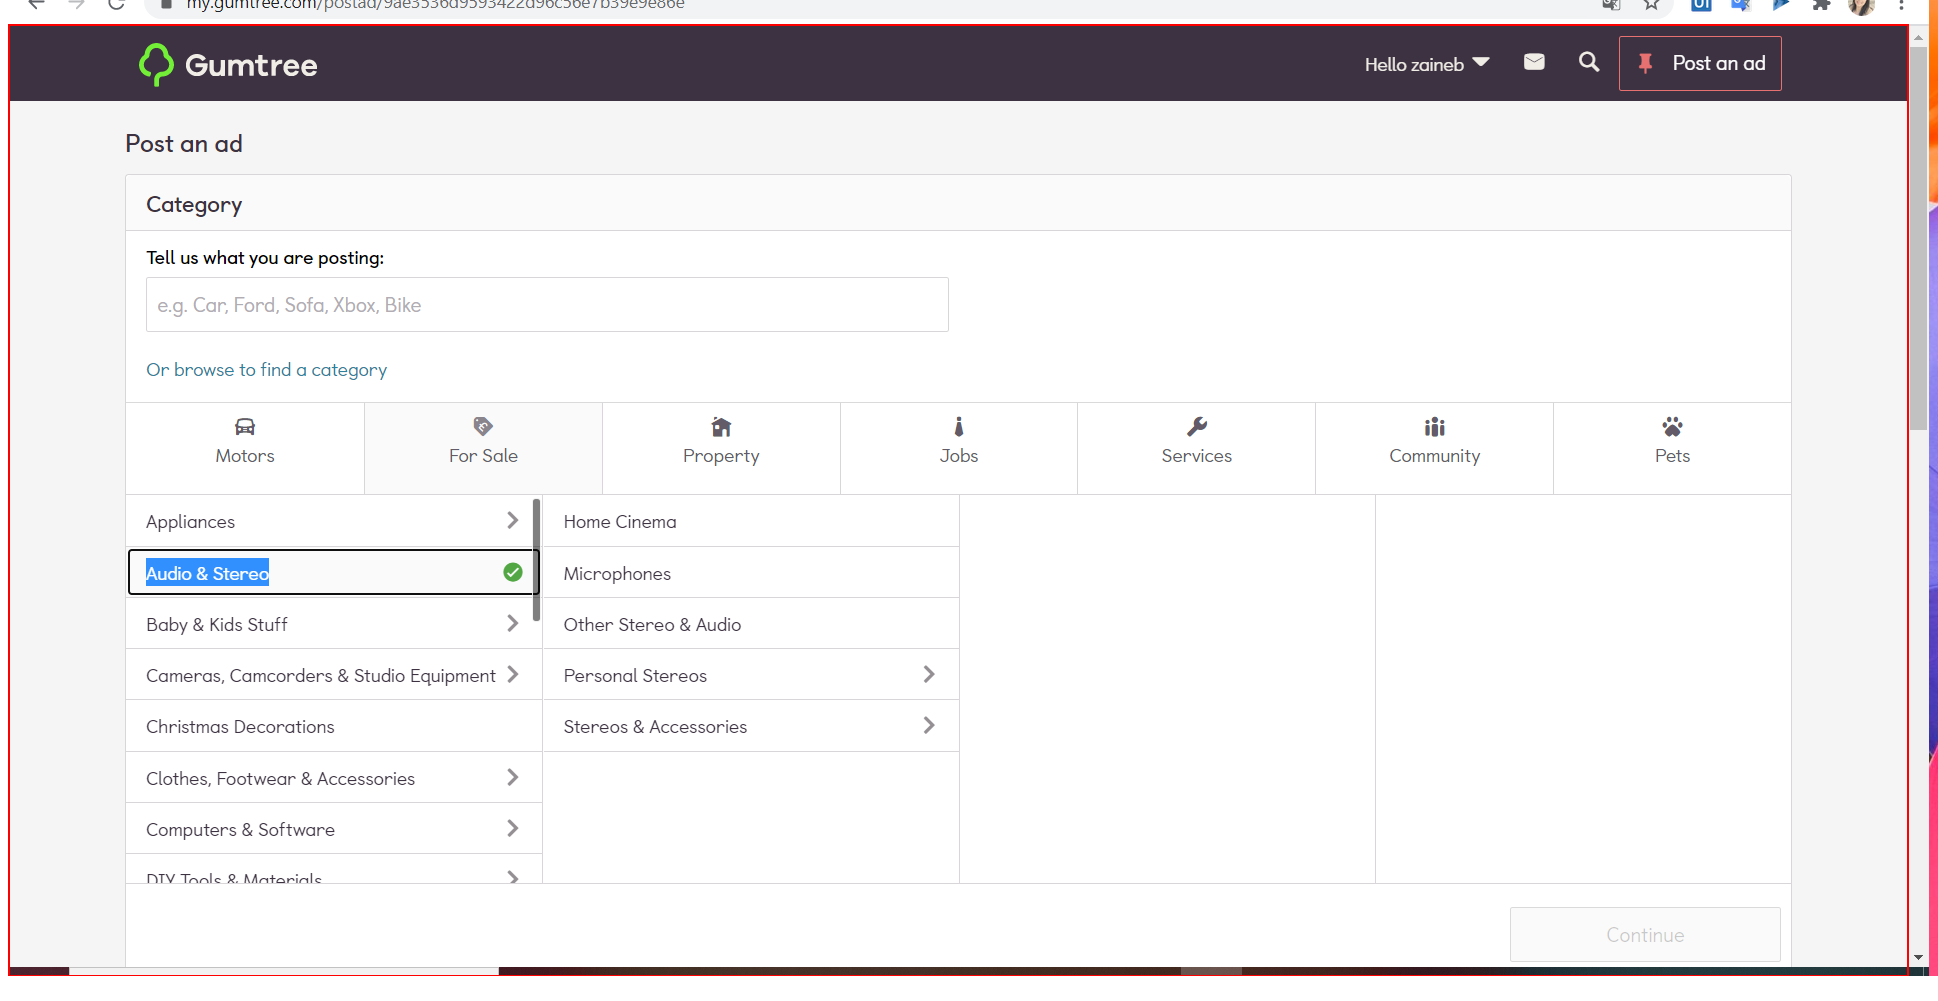 my.gumtree.com/postad/9ae3536d9593422d96c56e7b39e9e86e
Gumtree
Hello zaineb
Post an ad
Post an ad
Category
Tell us what you are posting:
e.g. Car, Ford, Sofa, Xbox, Bike
Or browse to find a category
Motors
For Sale
Property
Jobs
Services
Community
Pets
Appliances
Home Cinema
Audio & Stereo
Microphones
Baby & Kids Stuff
Other Stereo & Audio
Cameras, Camcorders & Studio Equipment
Personal Stereos
Christmas Decorations
Stereos & Accessories
Clothes, Footwear & Accessories
Computers & Software
DIY Tools & Materials
Continue